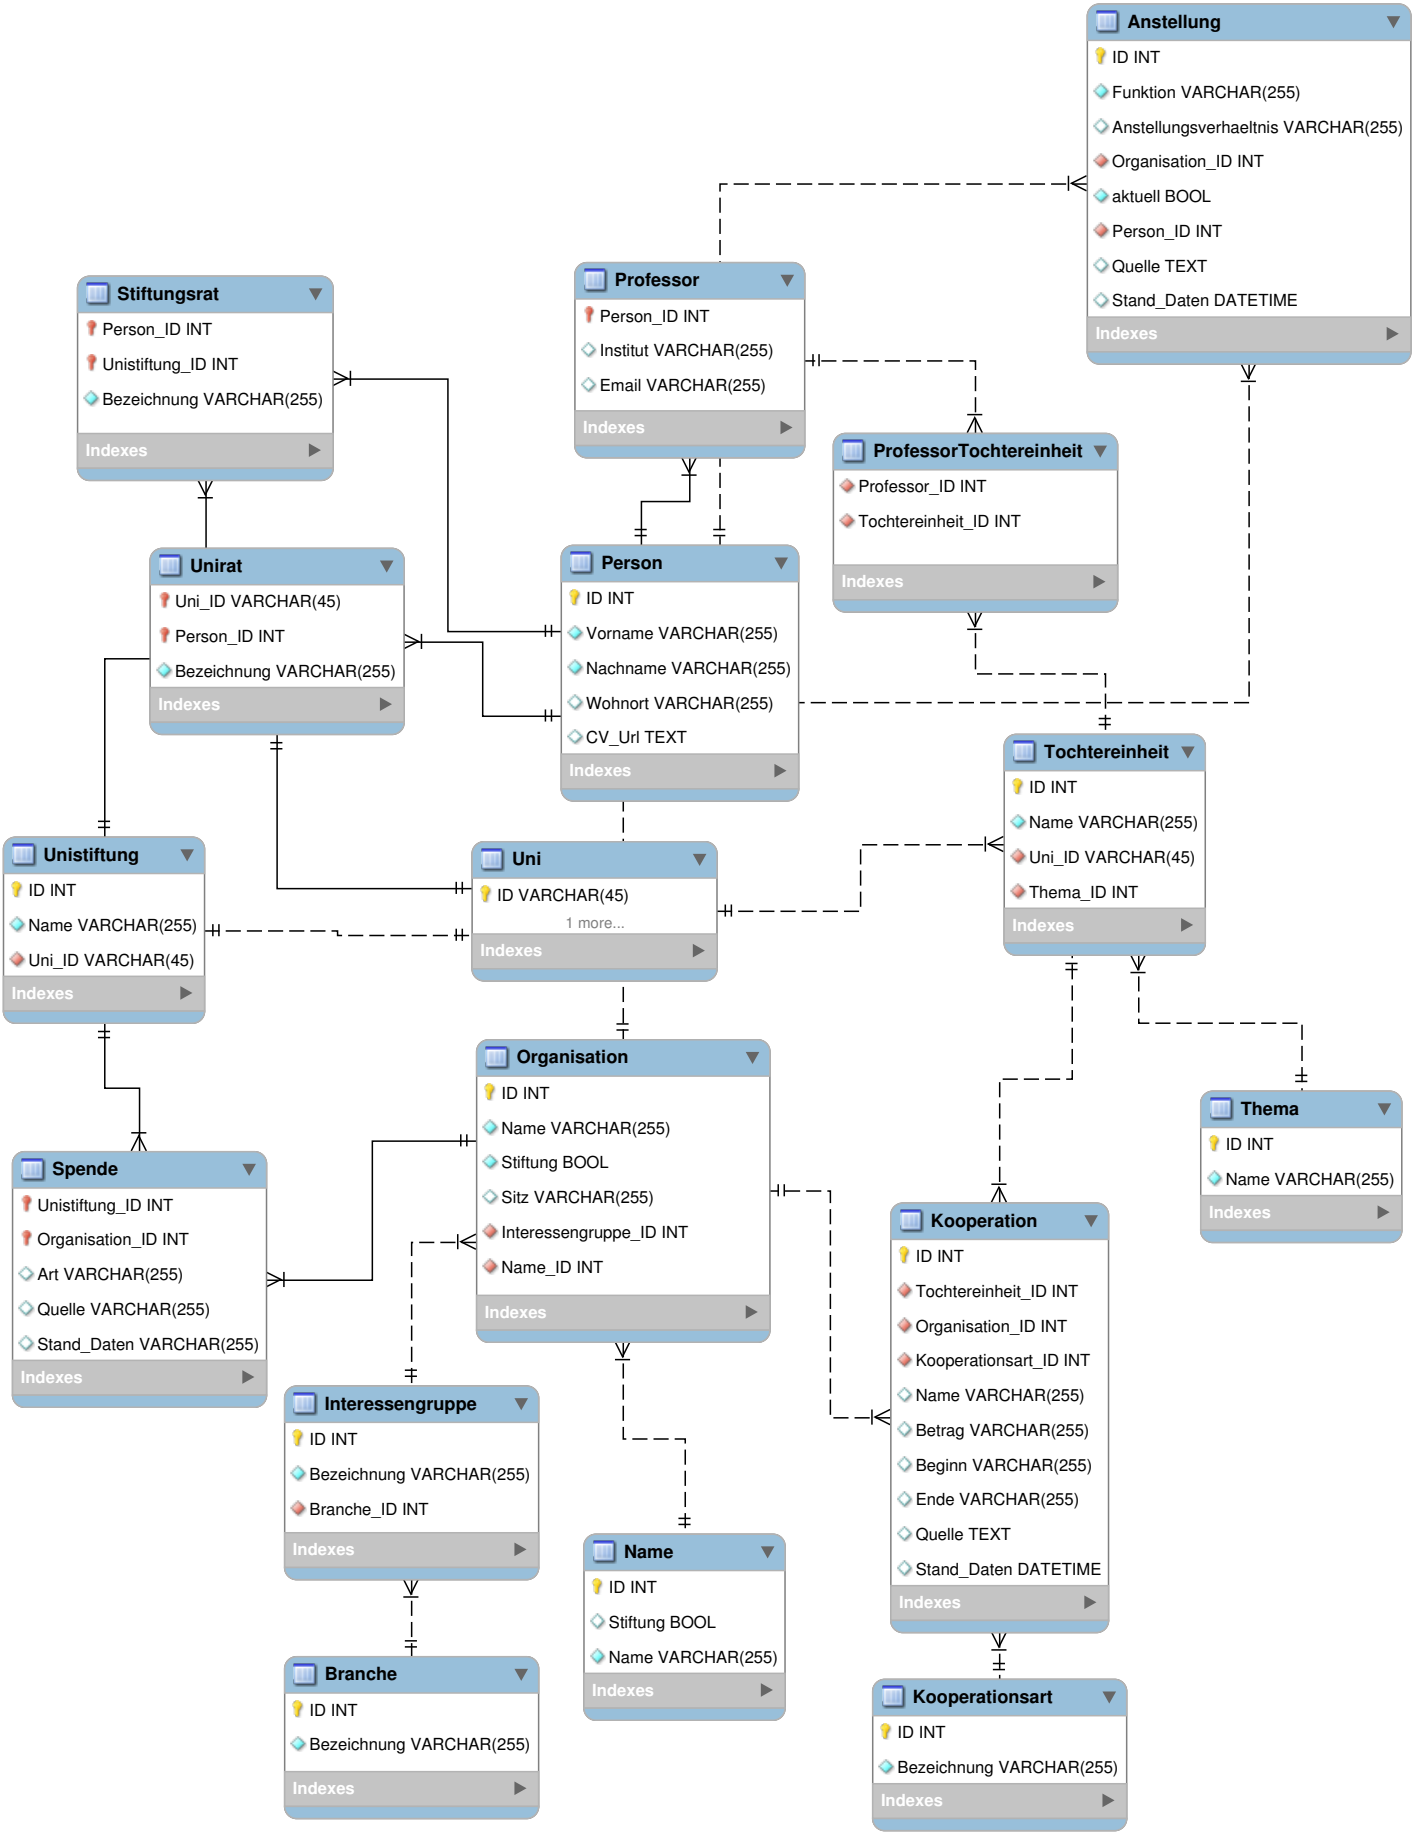 Anstellung
ID INT
Funktion VARCHAR(255)
Anstellungsverhaeltnis VARCHAR(255)
Organisation_ID INT
aktuell BOOL
Person_ID INT
Quelle TEXT
Stand_Daten DATETIME
Indexes
Stiftungsrat
Person_ID INT
Unistiftung_ID INT
Bezeichnung VARCHAR(255)
Indexes
Professor
Person_ID INT
Institut VARCHAR(255)
Email VARCHAR(255)
Indexes
ProfessorTochtereinheit
Professor_ID INT
Tochtereinheit_ID INT
Indexes
Unirat
Uni_ID VARCHAR(45)
Person_ID INT
Bezeichnung VARCHAR(255)
Indexes
Person
ID INT
Vorname VARCHAR(255)
Nachname VARCHAR(255)
Wohnort VARCHAR(255)
CV_Url TEXT
Indexes
Tochtereinheit
ID INT
Name VARCHAR(255)
Uni_ID VARCHAR(45)
Thema_ID INT
Indexes
Unistiftung
ID INT
Name VARCHAR(255)
Uni_ID VARCHAR(45)
Indexes
Uni
ID VARCHAR(45)
1 more...
Indexes
Organisation
ID INT
Name VARCHAR(255)
Stiftung BOOL
Sitz VARCHAR(255)
Interessengruppe_ID INT
Name_ID INT
Indexes
Thema
ID INT
Name VARCHAR(255)
Indexes
Spende
Unistiftung_ID INT
Organisation_ID INT
Art VARCHAR(255)
Quelle VARCHAR(255)
Stand_Daten VARCHAR(255)
Indexes
Kooperation
ID INT
Tochtereinheit_ID INT
Organisation_ID INT
Kooperationsart_ID INT
Name VARCHAR(255)
Betrag VARCHAR(255)
Beginn VARCHAR(255)
Ende VARCHAR(255)
Quelle TEXT
Stand_Daten DATETIME
Indexes
Interessengruppe
ID INT
Bezeichnung VARCHAR(255)
Branche_ID INT
Indexes
Name
ID INT
Stiftung BOOL
Name VARCHAR(255)
Indexes
Branche
ID INT
Bezeichnung VARCHAR(255)
Indexes
Kooperationsart
ID INT
Bezeichnung VARCHAR(255)
Indexes